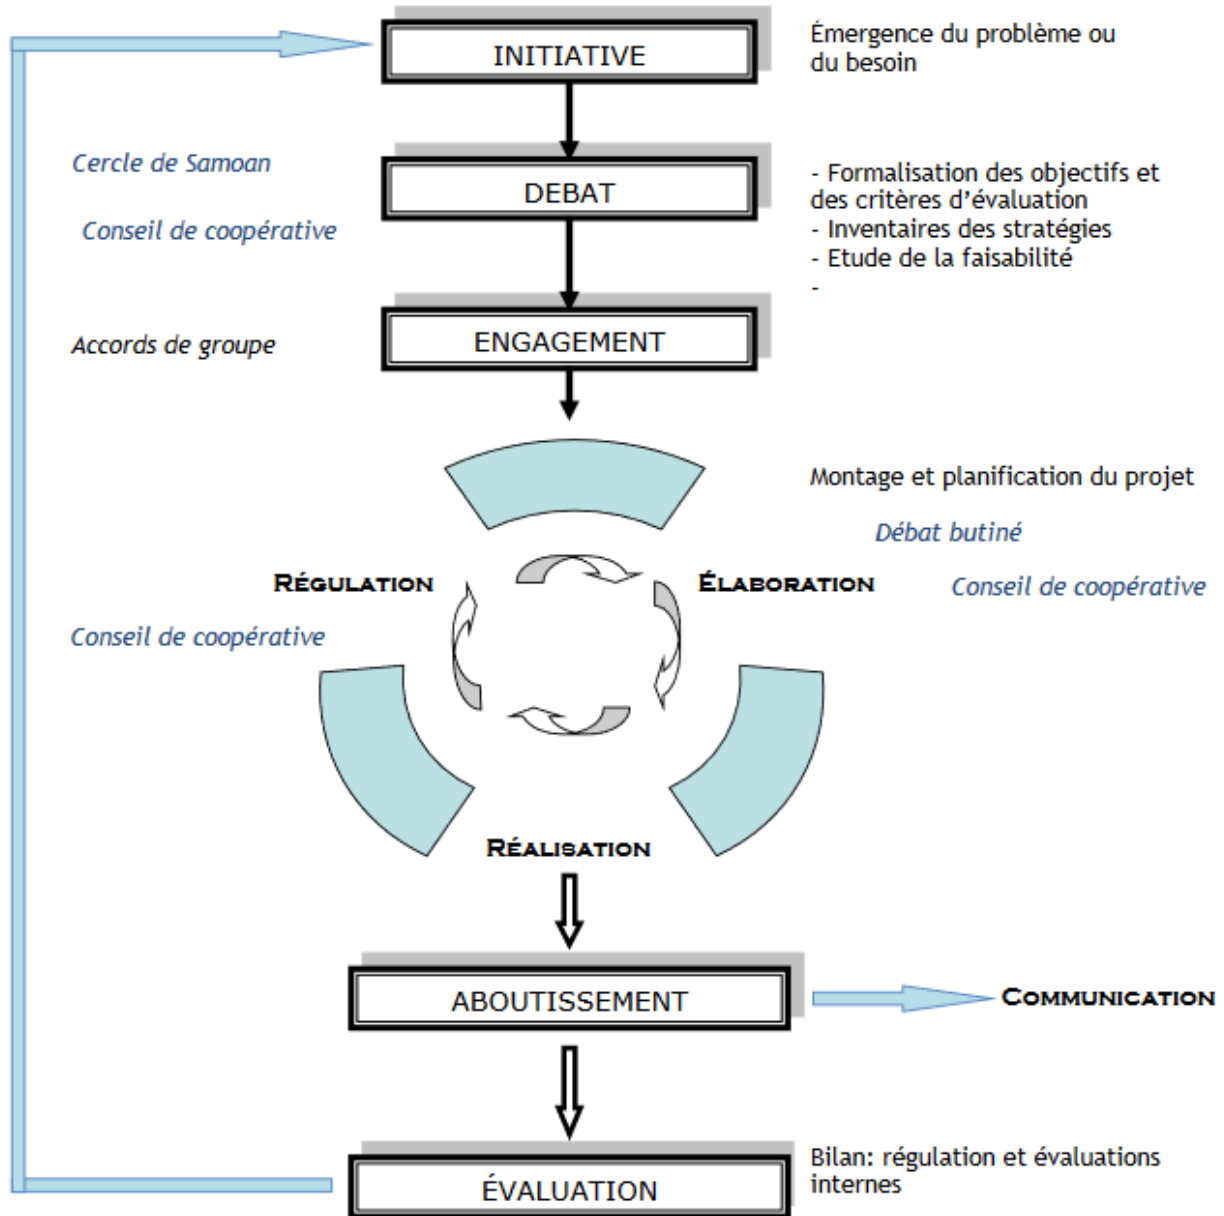 INITIATIVE
Émergence du problème ou
du besoin
Cercle de Samoan
DEBAT
- Formalisation des objectifs et
des critères d’évaluation
Conseil de coopérative
- Inventaires des stratégies
- Etude de la faisabilité
-
Accords de groupe
ENGAGEMENT
Montage et planification du projet
Débat butiné
RÉGULATION
ÉLABORATION
Conseil de coopérative
Conseil de coopérative
RÉALISATION
ABOUTISSEMENT
COMMUNICATION
ÉVALUATION
Bilan: régulation et évaluations
internes